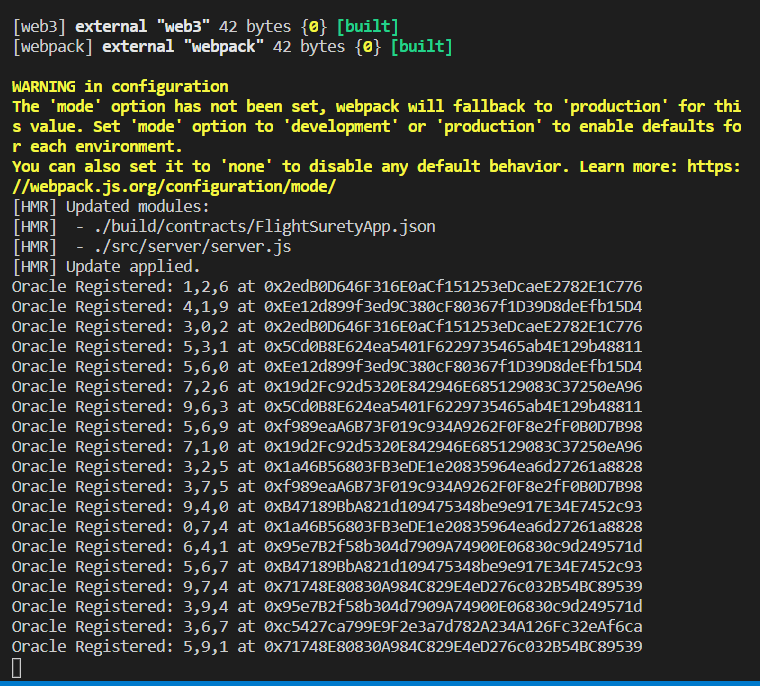 [web3] external "web3" 42 bytes {0} [built]
[webpack] external "webpack" 42 bytes {0} [built]
WARNING in configuration
The 'mode' option has not been set, webpack will fallback to 'production' for thi
s value. Set 'mode' option to 'development' or 'production' to enable defaults fo
r each environment.
You can also set it to 'none' to disable any default behavior. Learn more: https:
//webpack.js.org/configuration/mode/
[HMR] Updated modules:
[HMR]  - ./build/contracts/FlightSuretyApp.json
[HMR]  - ./src/server/server.js
[HMR] Update applied.
Oracle Registered: 1,2,6 at 0x2edB0D646F316E0aCf151253eDcaeE2782E1C776
Oracle Registered: 4,1,9 at 0xEe12d899f3ed9C380cF80367f1D39D8deEfb15D4
Oracle Registered: 3,0,2 at 0x2edB0D646F316E0aCf151253eDcaeE2782E1C776
Oracle Registered: 5,3,1 at 0x5Cd0B8E624ea5401F6229735465ab4E129b48811
Oracle Registered: 5,6,0 at 0xEe12d899f3ed9C380cF80367f1D39D8deEfb15D4
Oracle Registered: 7,2,6 at 0x19d2Fc92d5320E842946E685129083C37250eA96
Oracle Registered: 9,6,3 at 0x5Cd0B8E624ea5401F6229735465ab4E129b48811
Oracle Registered: 5,6,9 at 0xf989eaA6B73F019c934A9262F0F8e2fF0B0D7B98
Oracle Registered: 7,1,0 at 0x19d2Fc92d5320E842946E685129083C37250eA96
Oracle Registered: 3,2,5 at 0x1a46B56803FB3eDE1e20835964ea6d27261a8828
Oracle Registered: 3,7,5 at 0xf989eaA6B73F019c934A9262F0F8e2fF0B0D7B98
Oracle Registered: 9,4,0 at 0xB47189BbA821d109475348be9e917E34E7452c93
Oracle Registered: 0,7,4 at 0x1a46B56803FB3eDE1e20835964ea6d27261a8828
Oracle Registered: 6,4,1 at 0x95e7B2f58b304d7909A74900E06830c9d249571d
Oracle Registered: 5,6,7 at 0xB47189BbA821d109475348be9e917E34E7452c93
Oracle Registered: 9,7,4 at 0x71748E80830A984C829E4eD276c032B54BC89539
Oracle Registered: 3,9,4 at 0x95e7B2f58b304d7909A74900E06830c9d249571d
Oracle Registered: 3,6,7 at 0xc5427ca799E9F2e3a7d782A234A126Fc32eAf6ca
Oracle Registered: 5,9,1 at 0x71748E80830A984C829E4eD276c032B54BC89539